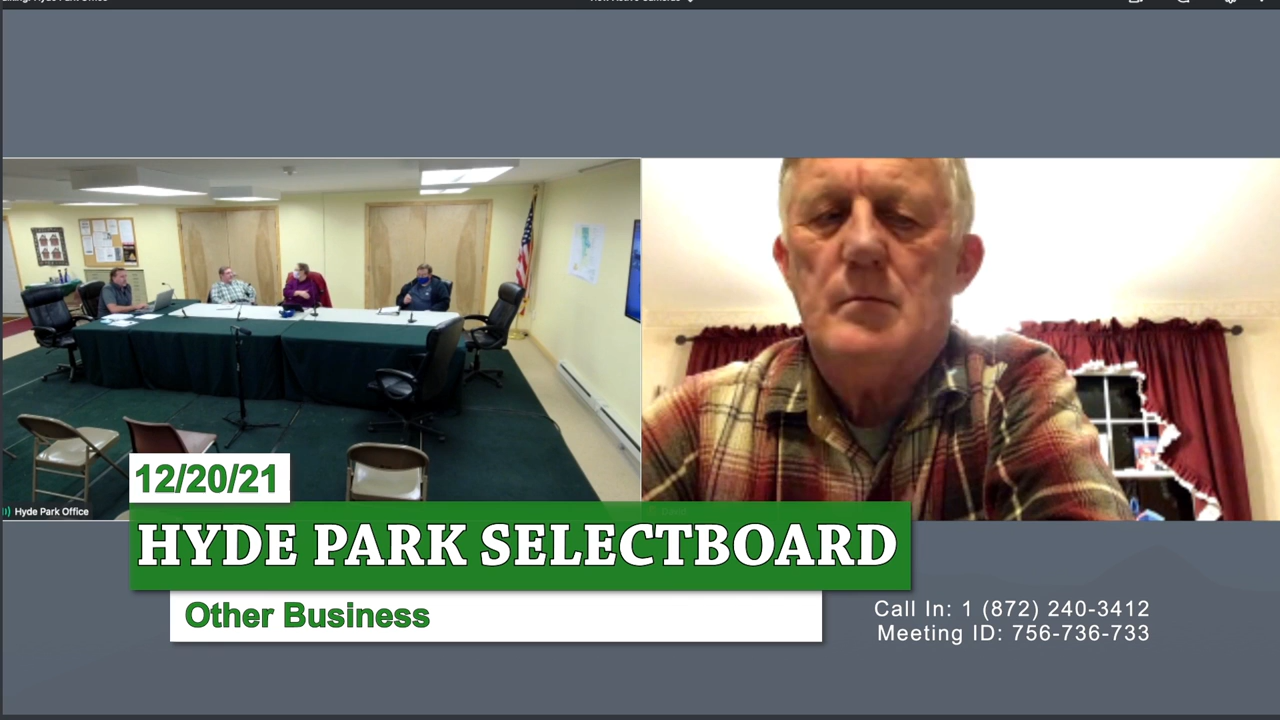 12/20/21
Hyde Park Office
HYDE PARK SELECTBOARD
Other Business
Call In: 1 (872) 240-3412
Meeting ID: 756-736-733